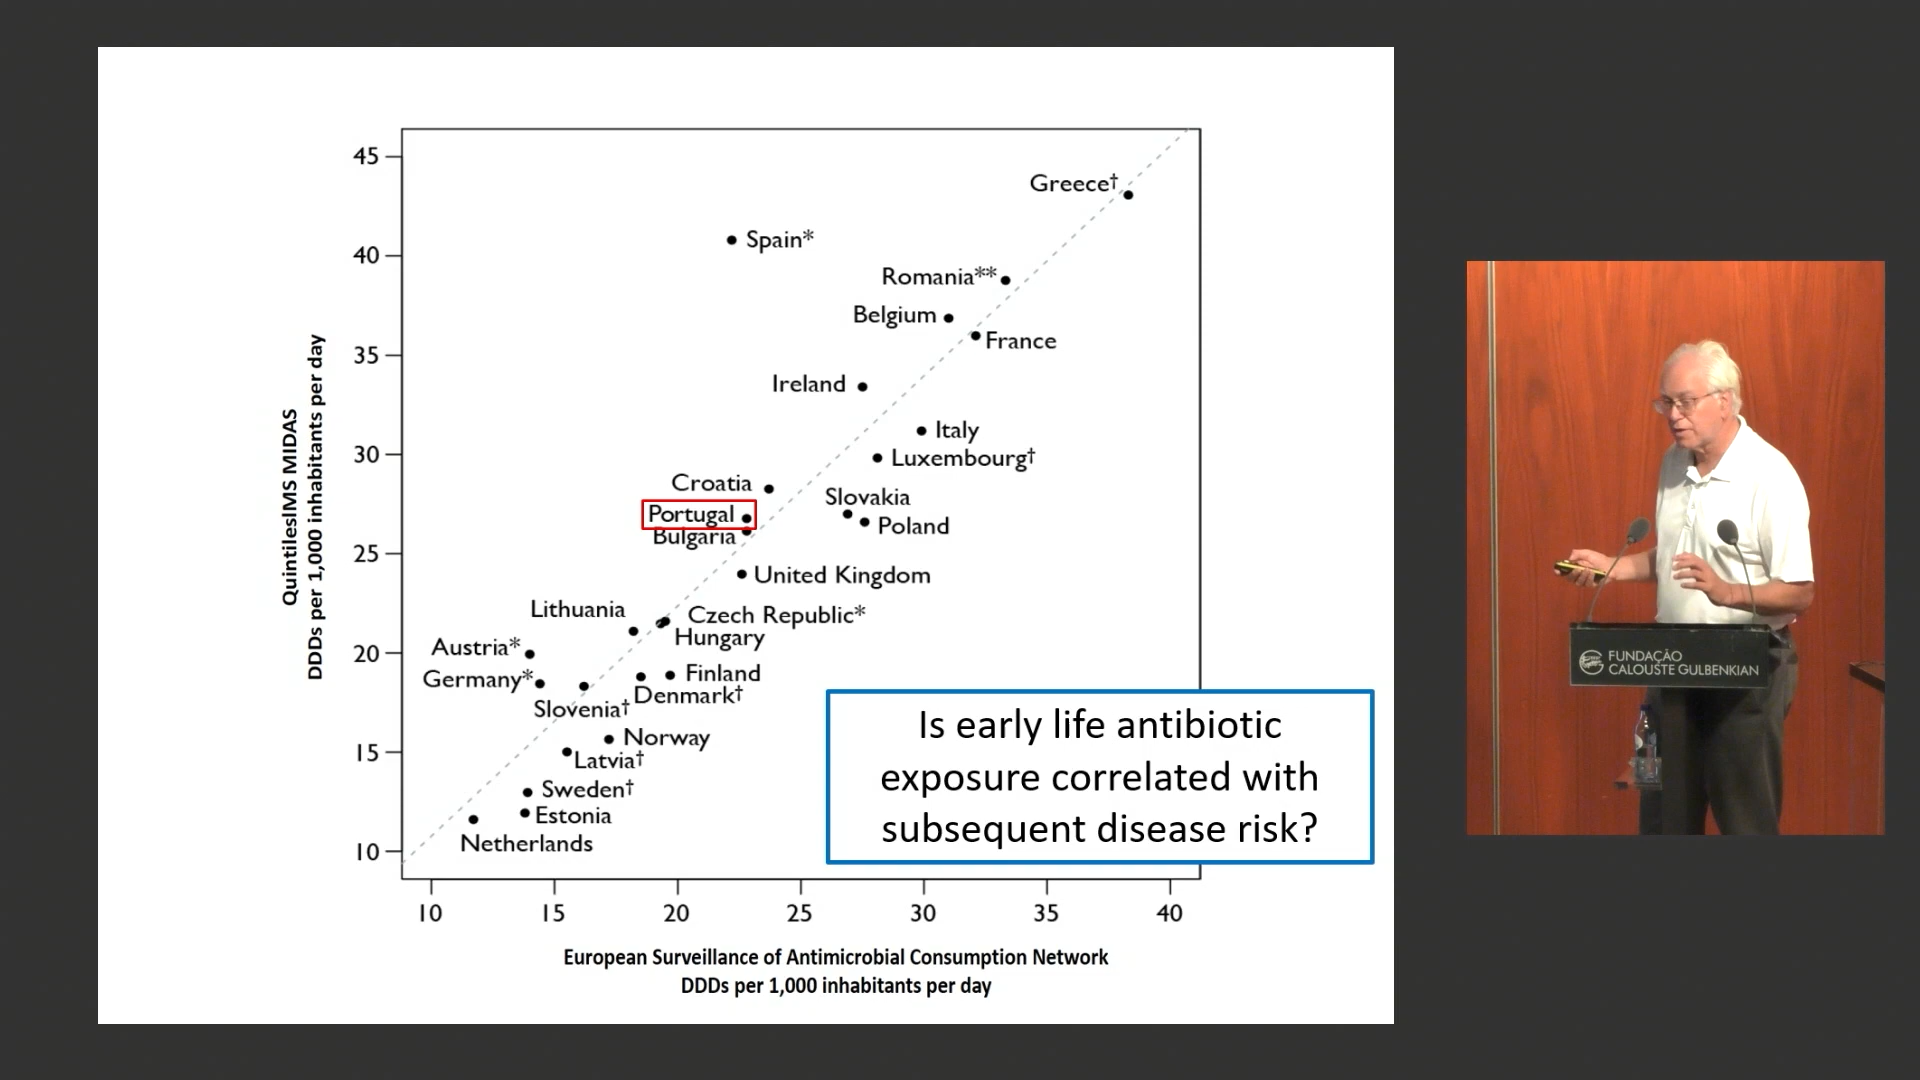 45
40
35
30
25
20
15
10
QuintilesIMS MIDAS
DDDs per 1,000 inhabitants per day
Greece†
Spain*
Romania**
Belgium
France
Ireland
Italy
Luxembourg†
Croatia
Slovakia
Portugal
Poland
Bulgaria
United Kingdom
Lithuania
Czech Republic*
Hungary
Austria*
Germany*
Finland
Denmark†
Slovenia†
Norway
Latvia†
Sweden†
Estonia
Netherlands
Is early life antibiotic
exposure correlated with
subsequent disease risk?
10 15 20 25 30 35 40
European Surveillance of Antimicrobial Consumption Network
DDDs per 1,000 inhabitants per day
FUNDAÇÃO
CALOUSTE GULBENKIAN